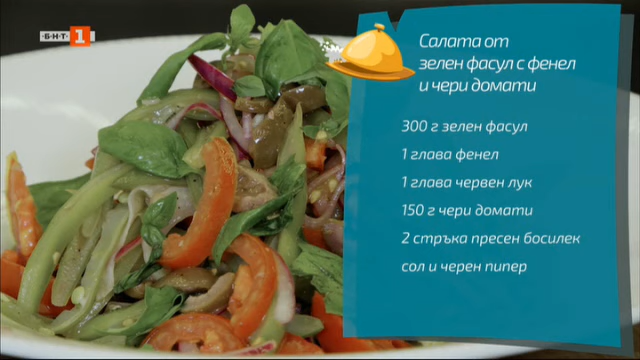 БНТ 1
Салата от
зелен фасул с фенел
и чери домати
300 г зелен фасул
1 глава фенел
1 глава червен лук
150 г чери домати
2 стръка пресен босилек
сол и черен пипер